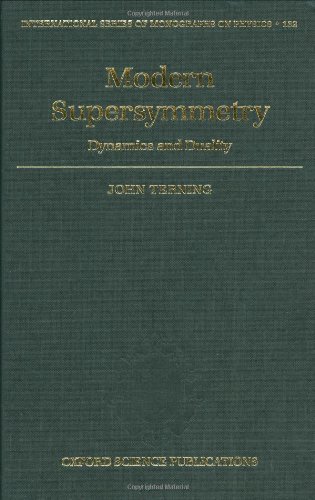 INTERNATIONAL SERIES OF MONOGRAPHS ON PHYSICS • 132
Modern
Supersymmetry
Dynamics and Duality
JOHN TERNING
OXFORD SCIENCE PUBLICATIONS